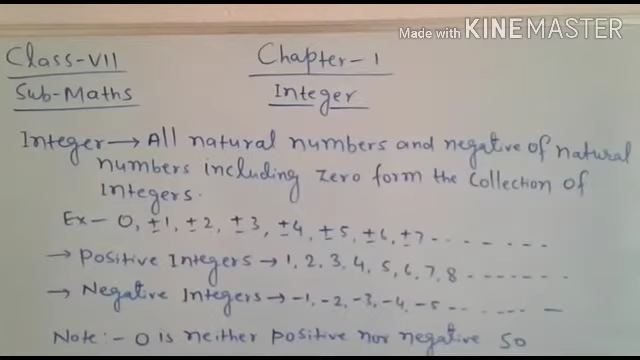 Made with KINEMASTER
Class-VII Chapter-1
Sub-Maths Integer
Integer → All natural numbers and negative of natural
numbers including zero form the collection of
Integers.
Ex- 0, ±1, ±2, ±3, ±4, ±5, ±6, ±7 - - - - - - - -
→ Positive Integers → 1, 2, 3, 4, 5, 6, 7, 8 - - - - - - - -
→ Negative Integers → -1, -2, -3, -4, -5 - - - - - - -
Note:- 0 is neither positive nor negative so